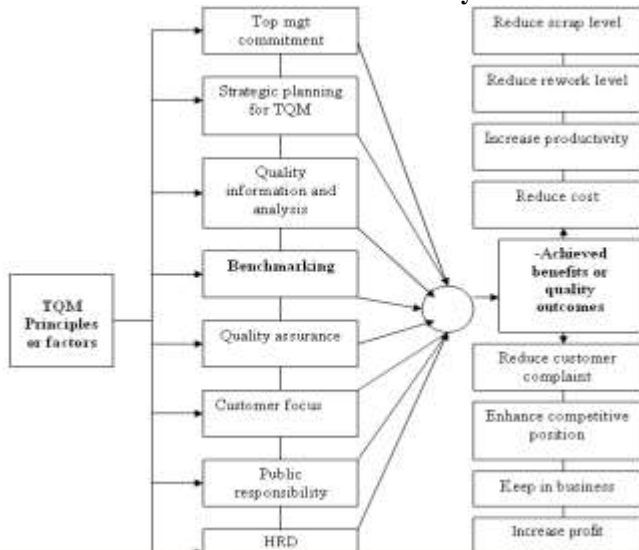 Top mgt
commitment
Strategic planning
for TQM
Quality
information and
analysis
Benchmarking
Quality assurance
Customer focus
Public
responsibility
HRD
TQM
Principles
or factors
Reduce scrap level
Reduce rework level
Increase productivity
Reduce cost
-Achieved
benefits or
quality
outcomes
Reduce customer
complaint
Enhance competitive
position
Keep in business
Increase profit